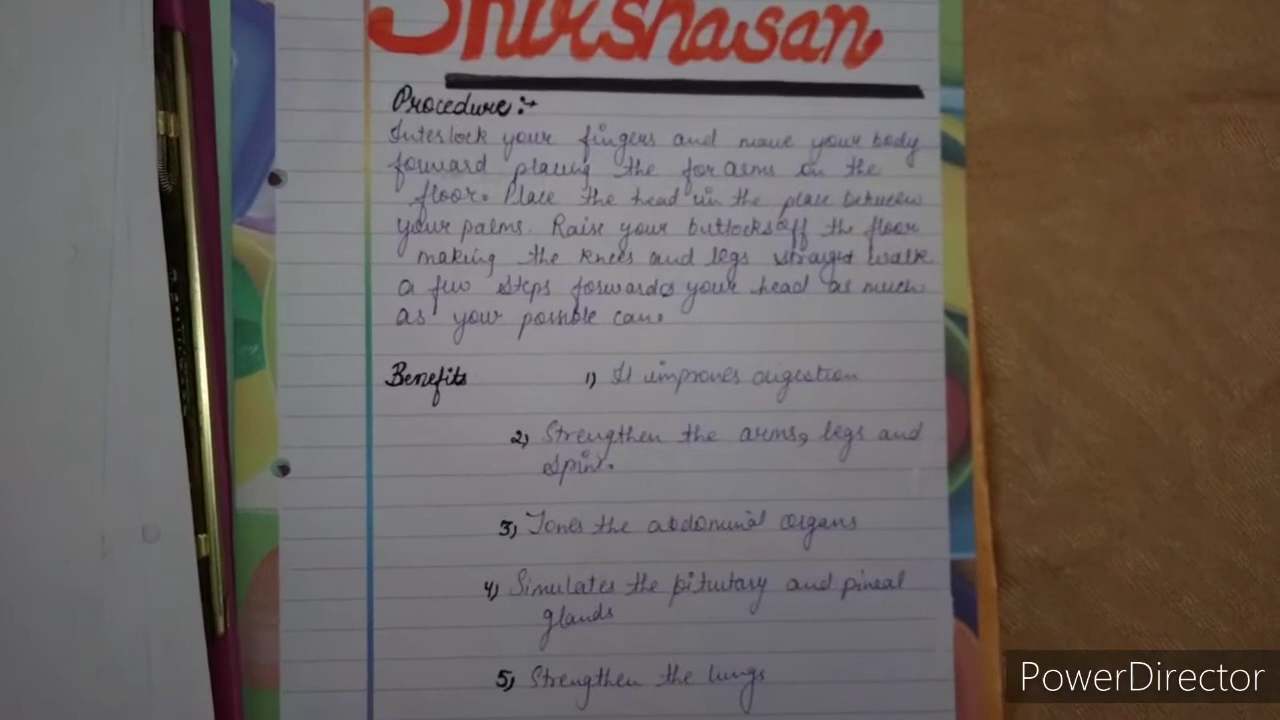 Shirshasan
Procedure :-
Interlock your fingers and move your body
forward placing the for arms on the
floor. Place the head in the place between
your palms. Raise your buttocks off the floor
making the knees and legs straight walk
a few steps forwards your head as much
as your possible can.
Benefits 1) It improves digestion
2) Strengthen the arms, legs and
spine.
3) Tones the abdominal organs
4) Simulates the pituitary and pineal
glands
5) Strengthen the lungs
PowerDirector